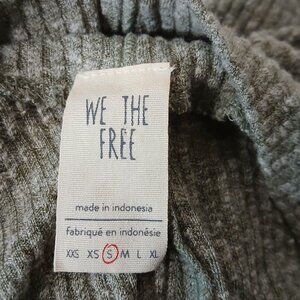 WE THE
FREE
made in indonesia
fabriqué en indonésie
XXS XS S M L XL